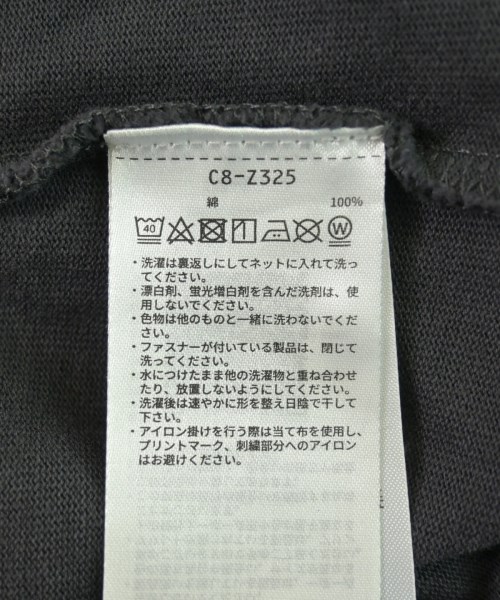 C8-Z325
綿 100%
40
W
・洗濯は裏返しにしてネットに入れて洗っ
てください。
・漂白剤、蛍光増白剤を含んだ洗剤は、使
用しないでください。
・色物は他のものと一緒に洗わないでくだ
さい。
・ファスナーが付いている製品は、閉じて
洗ってください。
・水につけたまま他の洗濯物と重ね合わせ
たり、放置しないようにしてください。
・洗濯後は速やかに形を整え日陰で干して
下さい。
・アイロン掛けを行う際は当て布を使用し、
プリントマーク、刺繍部分へのアイロン
はお避けください。